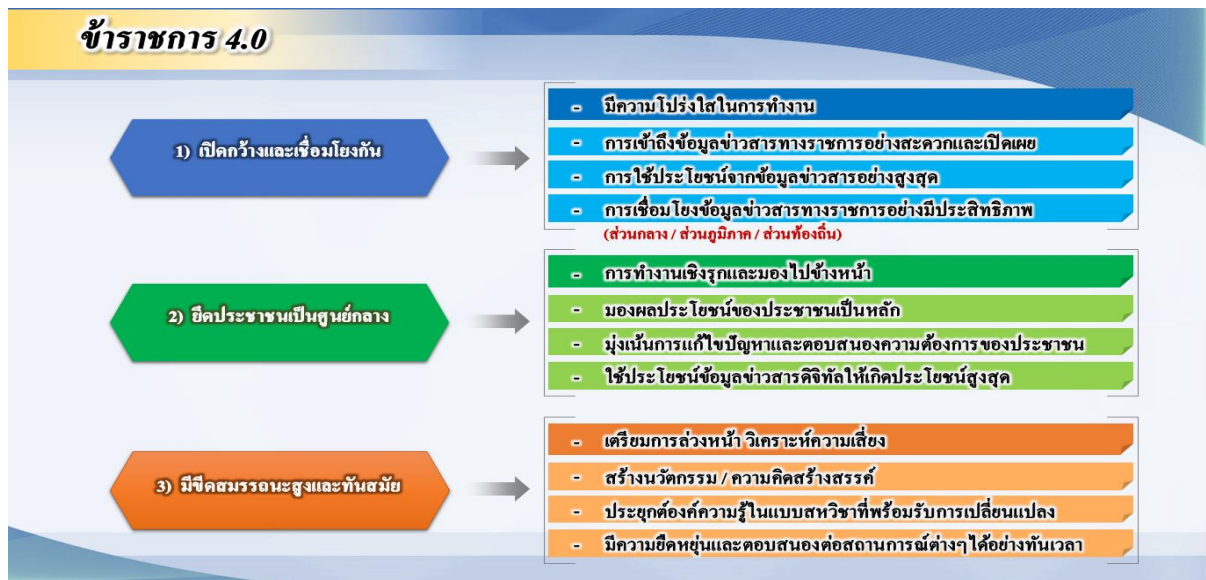 ข้าราชการ 4.0
1) เปิดกว้างและเชื่อมโยงกัน
- มีความโปร่งใสในการทำงาน
- การเข้าถึงข้อมูลข่าวสารทางราชการอย่างสะดวกและเปิดเผย
- การใช้ประโยชน์จากข้อมูลข่าวสารอย่างสูงสุด
- การเชื่อมโยงข้อมูลข่าวสารทางราชการอย่างมีประสิทธิภาพ
(ส่วนกลาง / ส่วนภูมิภาค / ส่วนท้องถิ่น)
2) ยึดประชาชนเป็นศูนย์กลาง
- การทำงานเชิงรุกและมองไปข้างหน้า
- มองผลประโยชน์ของประชาชนเป็นหลัก
- มุ่งเน้นการแก้ไขปัญหาและตอบสนองความต้องการของประชาชน
- ใช้ประโยชน์ข้อมูลข่าวสารดิจิทัลให้เกิดประโยชน์สูงสุด
3) มีขีดสมรรถนะสูงและทันสมัย
- เตรียมการล่วงหน้า วิเคราะห์ความเสี่ยง
- สร้างนวัตกรรม / ความคิดสร้างสรรค์
- ประยุกต์องค์ความรู้ในแบบสหวิชาที่พร้อมรับการเปลี่ยนแปลง
- มีความยืดหยุ่นและตอบสนองต่อสถานการณ์ต่างๆได้อย่างทันเวลา